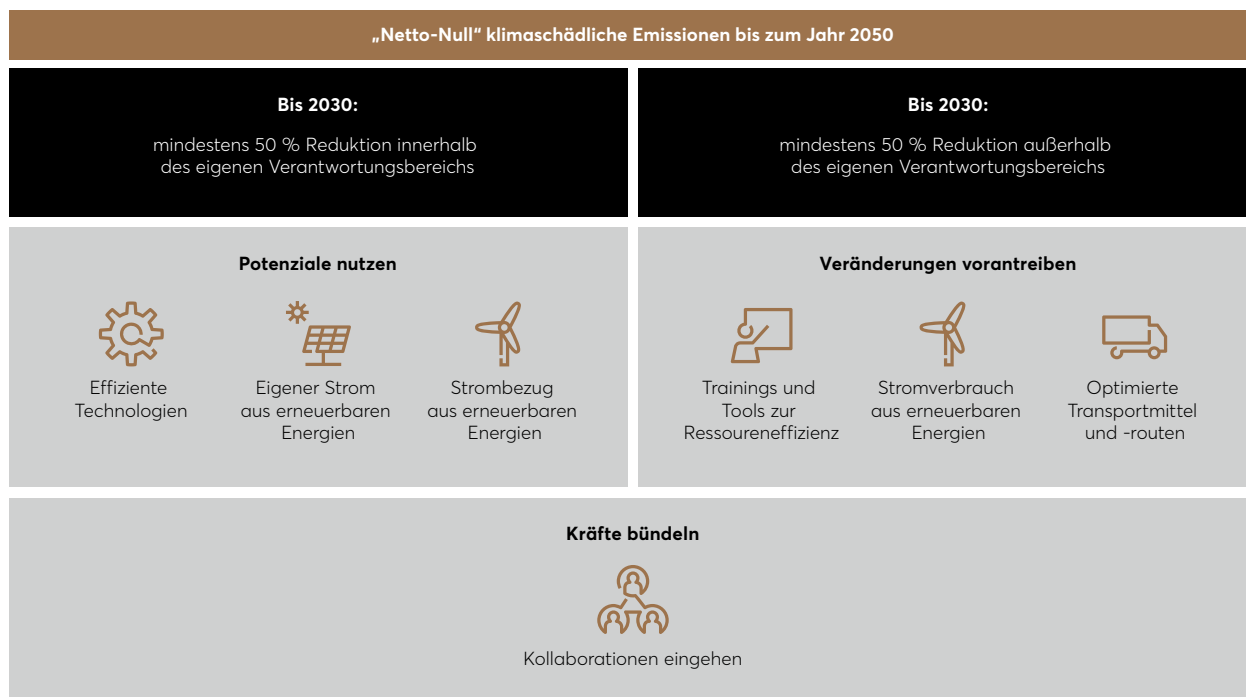 „Netto-Null“ klimaschädliche Emissionen bis zum Jahr 2050
Bis 2030:
mindestens 50 % Reduktion innerhalb
des eigenen Verantwortungsbereichs
Bis 2030:
mindestens 50 % Reduktion außerhalb
des eigenen Verantwortungsbereichs
Potenziale nutzen
Effiziente
Technologien
Eigener Strom
aus erneuerbaren
Energien
Strombezug
aus erneuerbaren
Energien
Veränderungen vorantreiben
Trainings und
Tools zur
Ressoureneffizienz
Stromverbrauch
aus erneuerbaren
Energien
Optimierte
Transportmittel
und -routen
Kräfte bündeln
Kollaborationen eingehen